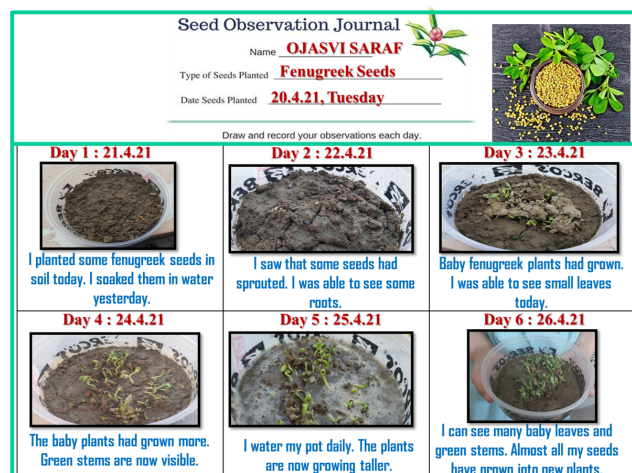 Seed Observation Journal
Name OJASVI SARAF
Type of Seeds Planted Fenugreek Seeds
Date Seeds Planted 20.4.21, Tuesday
Draw and record your observations each day.
Day 1 : 21.4.21
I planted some fenugreek seeds in
soil today. I soaked them in water
yesterday.
Day 2 : 22.4.21
I saw that some seeds had
sprouted. I was able to see some
roots.
Day 3 : 23.4.21
BERCOS
Baby fenugreek plants had grown.
I was able to see small leaves
today.
Day 4 : 24.4.21
The baby plants had grown more.
Green stems are now visible.
Day 5 : 25.4.21
I water my pot daily. The plants
are now growing taller.
Day 6 : 26.4.21
I can see many baby leaves and
green stems. Almost all my seeds
have grown into new plants.